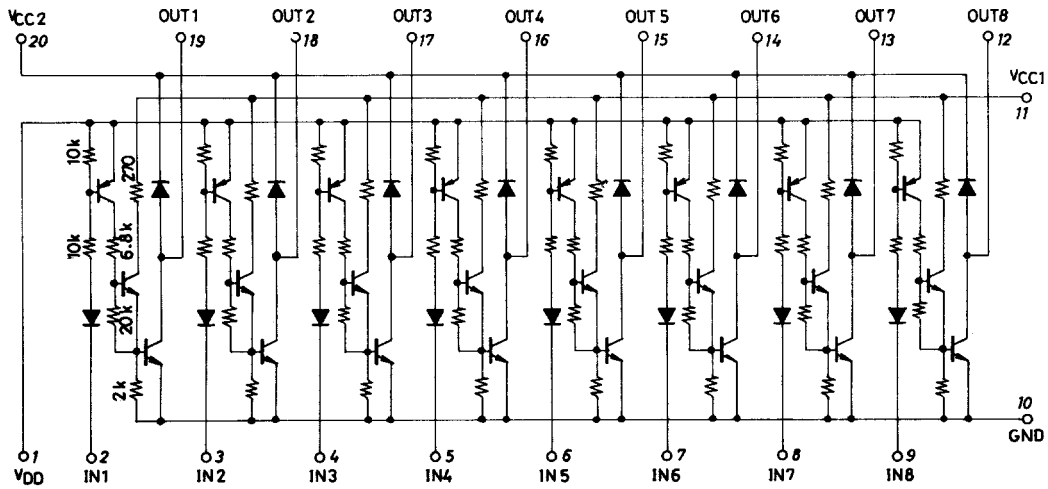 VCC2 OUT1 OUT2 OUT3 OUT4 OUT5 OUT6 OUT7 OUT8
20 19 18 17 16 15 14 13 12
VCC1
11
10k 270
10k 6.8k
20k
2k
10
GND
1 2 3 4 5 6 7 8 9
VDD IN1 IN2 IN3 IN4 IN5 IN6 IN7 IN8